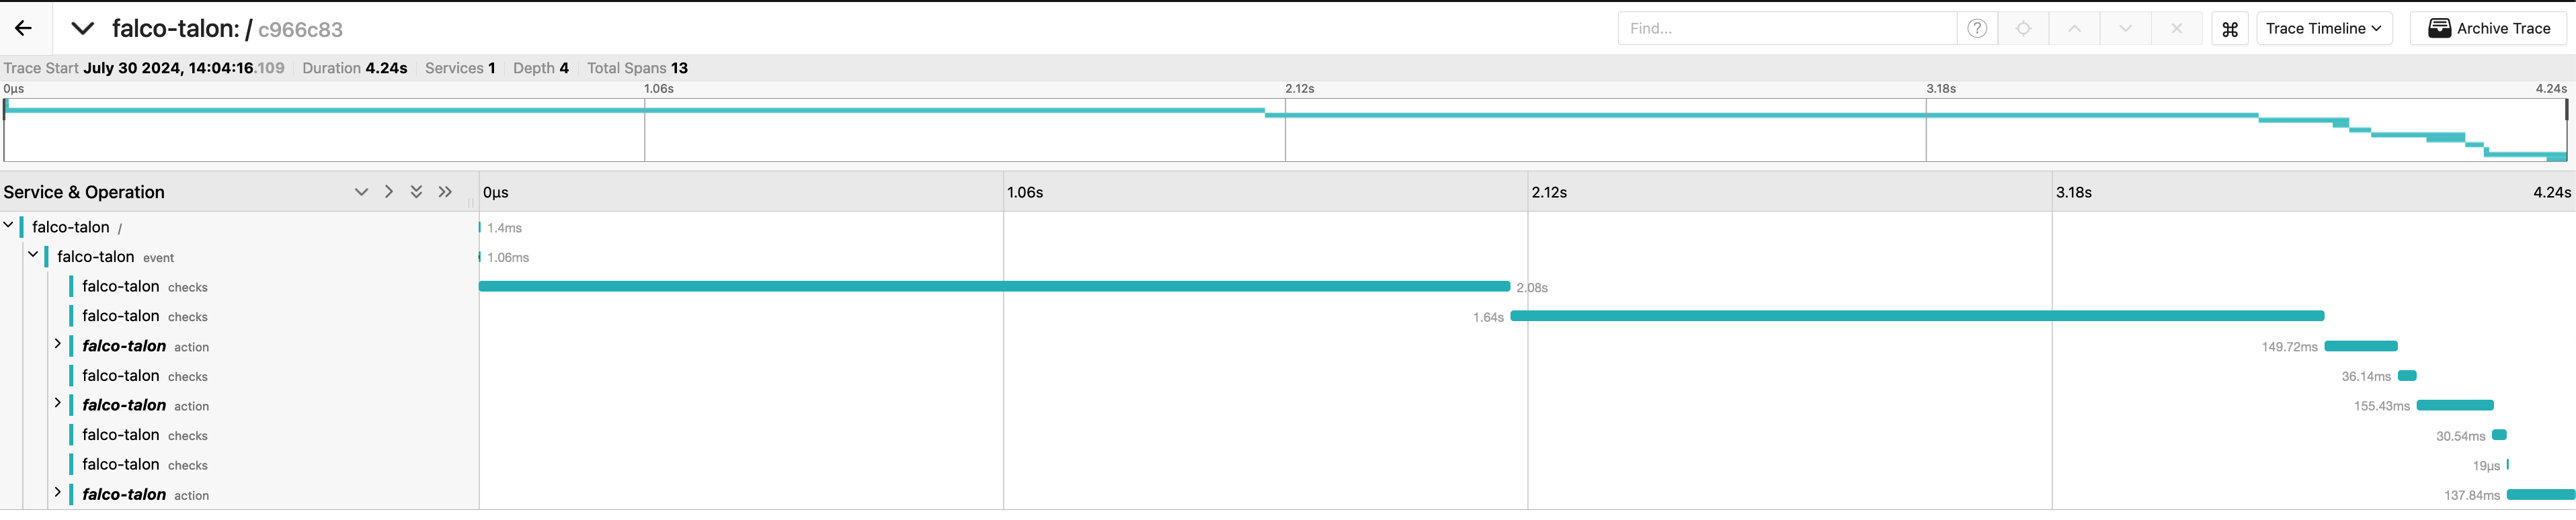 falco-talon: / c966c83 Find... ? ⌘ Trace Timeline Archive Trace
Trace Start July 30 2024, 14:04:16.109 Duration 4.24s Services 1 Depth 4 Total Spans 13
0μs 1.06s 2.12s 3.18s 4.24s
Service & Operation 0μs 1.06s 2.12s 3.18s 4.24s
falco-talon / 1.4ms
falco-talon event 1.06ms
falco-talon checks 2.08s
falco-talon checks 1.64s
falco-talon action 149.72ms
falco-talon checks 36.14ms
falco-talon action 155.43ms
falco-talon checks 30.54ms
falco-talon checks 19μs
falco-talon action 137.84ms